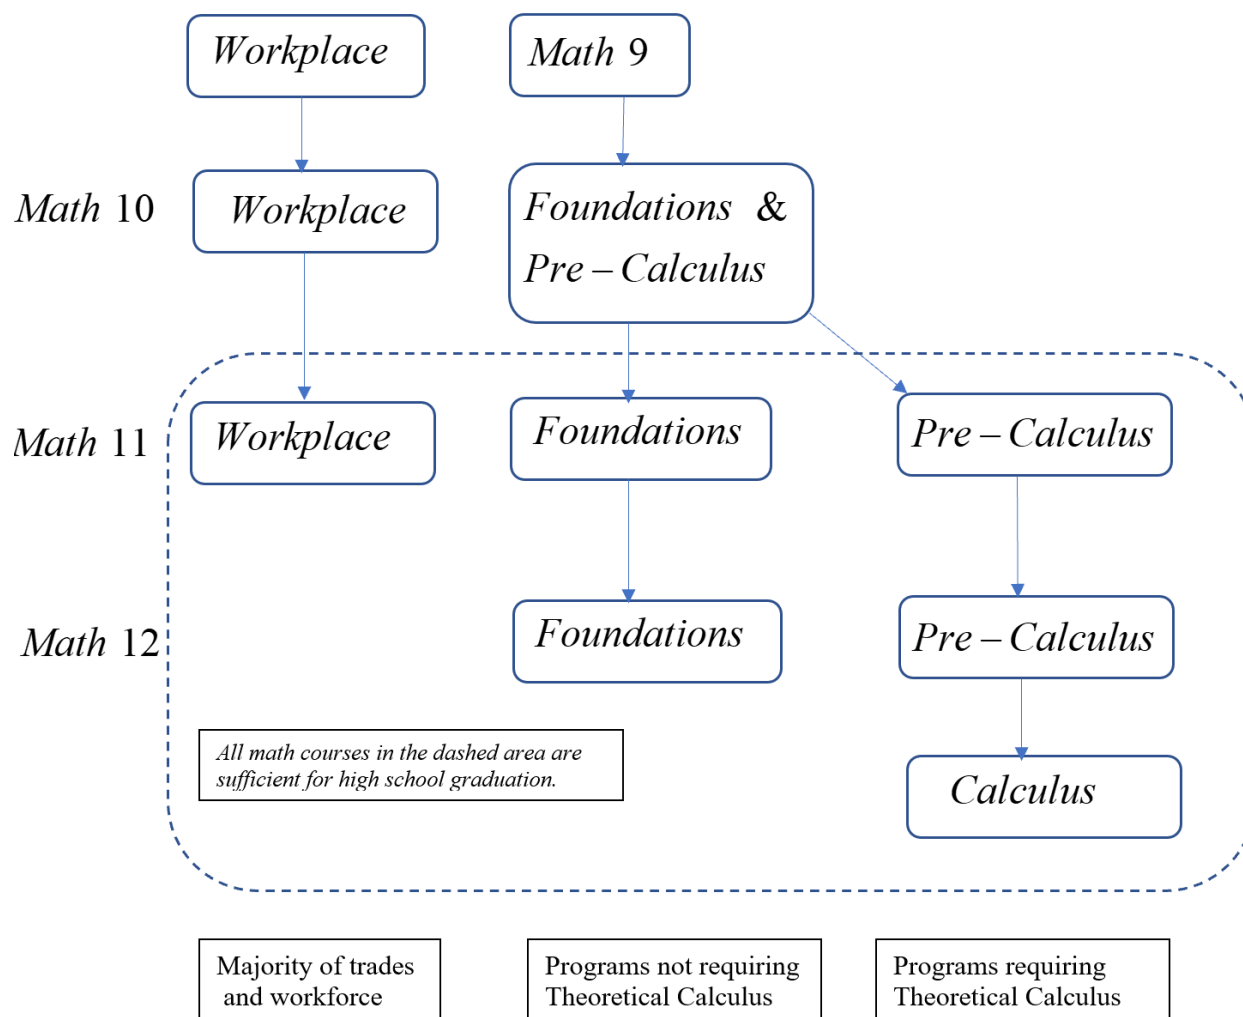 Workplace
Math 9
Math 10
Workplace
Foundations &
Pre – Calculus
Math 11
Workplace
Foundations
Pre – Calculus
Math 12
Foundations
Pre – Calculus
All math courses in the dashed area are
sufficient for high school graduation.
Calculus
Majority of trades
and workforce
Programs not requiring
Theoretical Calculus
Programs requiring
Theoretical Calculus